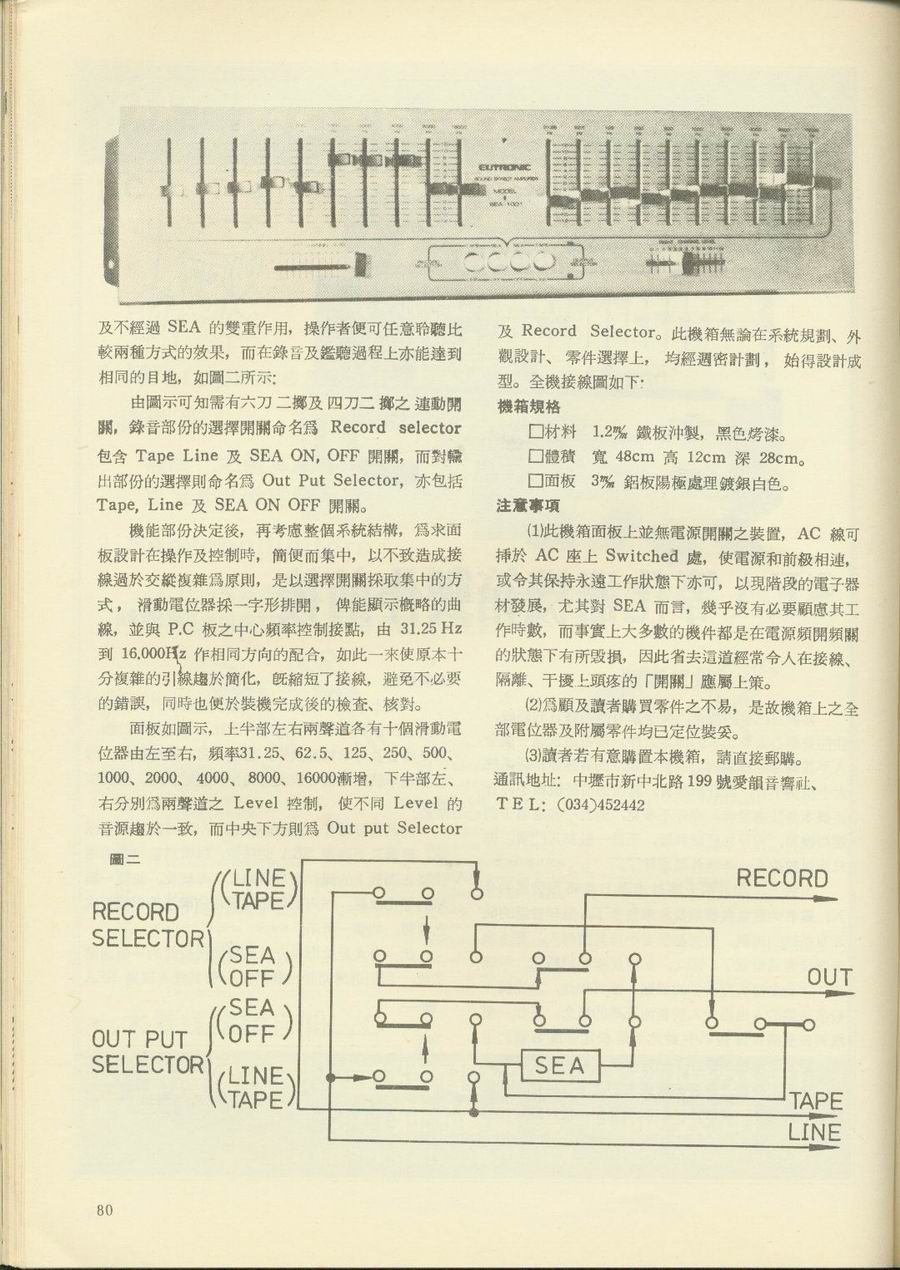 EUTRONIC
SOUND EFFECT AMPLIFIER
MODEL
SEA-1001
RIGHT CHANNEL LEVEL
及不經過 SEA 的雙重作用，操作者便可任意聆聽比
較兩種方式的效果，而在錄音及鑑聽過程上亦能達到
相同的目地，如圖二所示:
由圖示可知需有六刀二擲及四刀二擲之連動開
關，錄音部份的選擇開關命名爲 Record selector
包含 Tape Line 及 SEA ON, OFF 開關，而對輸
出部份的選擇則命名爲 Out Put Selector，亦包括
Tape, Line 及 SEA ON OFF 開關。
機能部份決定後，再考慮整個系統結構，爲求面
板設計在操作及控制時，簡便而集中，以不致造成接
線過於交縱複雜爲原則，是以選擇開關採取集中的方
式，滑動電位器採一字形排開，俾能顯示概略的曲
線，並與 P.C 板之中心頻率控制接點，由 31.25 Hz
到 16.000Hz 作相同方向的配合，如此一來使原本十
分複雜的引線趨於簡化，旣縮短了接線，避免不必要
的錯誤，同時也便於裝機完成後的檢查、核對。
面板如圖示，上半部左右兩聲道各有十個滑動電
位器由左至右，頻率31.25、62.5、125、250、500、
1000、2000、4000、8000、16000漸增，下半部左、
右分別爲兩聲道之 Level 控制，使不同 Level 的
音源趨於一致，而中央下方則爲 Out put Selector
及 Record Selector。此機箱無論在系統規劃、外
觀設計、零件選擇上，均經週密計劃，始得設計成
型。全機接線圖如下:
機箱規格
□材料 1.2㎜ 鐵板沖製，黑色烤漆。
□體積 寬 48cm 高 12cm 深 28cm。
□面板 3㎜ 鋁板陽極處理鍍銀白色。
注意事項
⑴此機箱面板上並無電源開關之裝置，AC 線可
揷於 AC 座上 Switched 處，使電源和前級相連，
或令其保持永遠工作狀態下亦可，以現階段的電子器
材發展，尤其對 SEA 而言，幾乎沒有必要顧慮其工
作時數，而事實上大多數的機件都是在電源頻開頻關
的狀態下有所毀損，因此省去這道經常令人在接線、
隔離、干擾上頭疼的「開關」應屬上策。
⑵爲顧及讀者購買零件之不易，是故機箱上之全
部電位器及附屬零件均已定位裝妥。
⑶讀者若有意購置本機箱，請直接郵購。
通訊地址: 中壢市新中北路 199 號愛韻音響社、
TEL: (034)452442
圖二
RECORD
SELECTOR
(LINE
TAPE)
(SEA
OFF)
OUT PUT
SELECTOR
(SEA
OFF)
(LINE
TAPE)
SEA
RECORD
OUT
TAPE
LINE
80